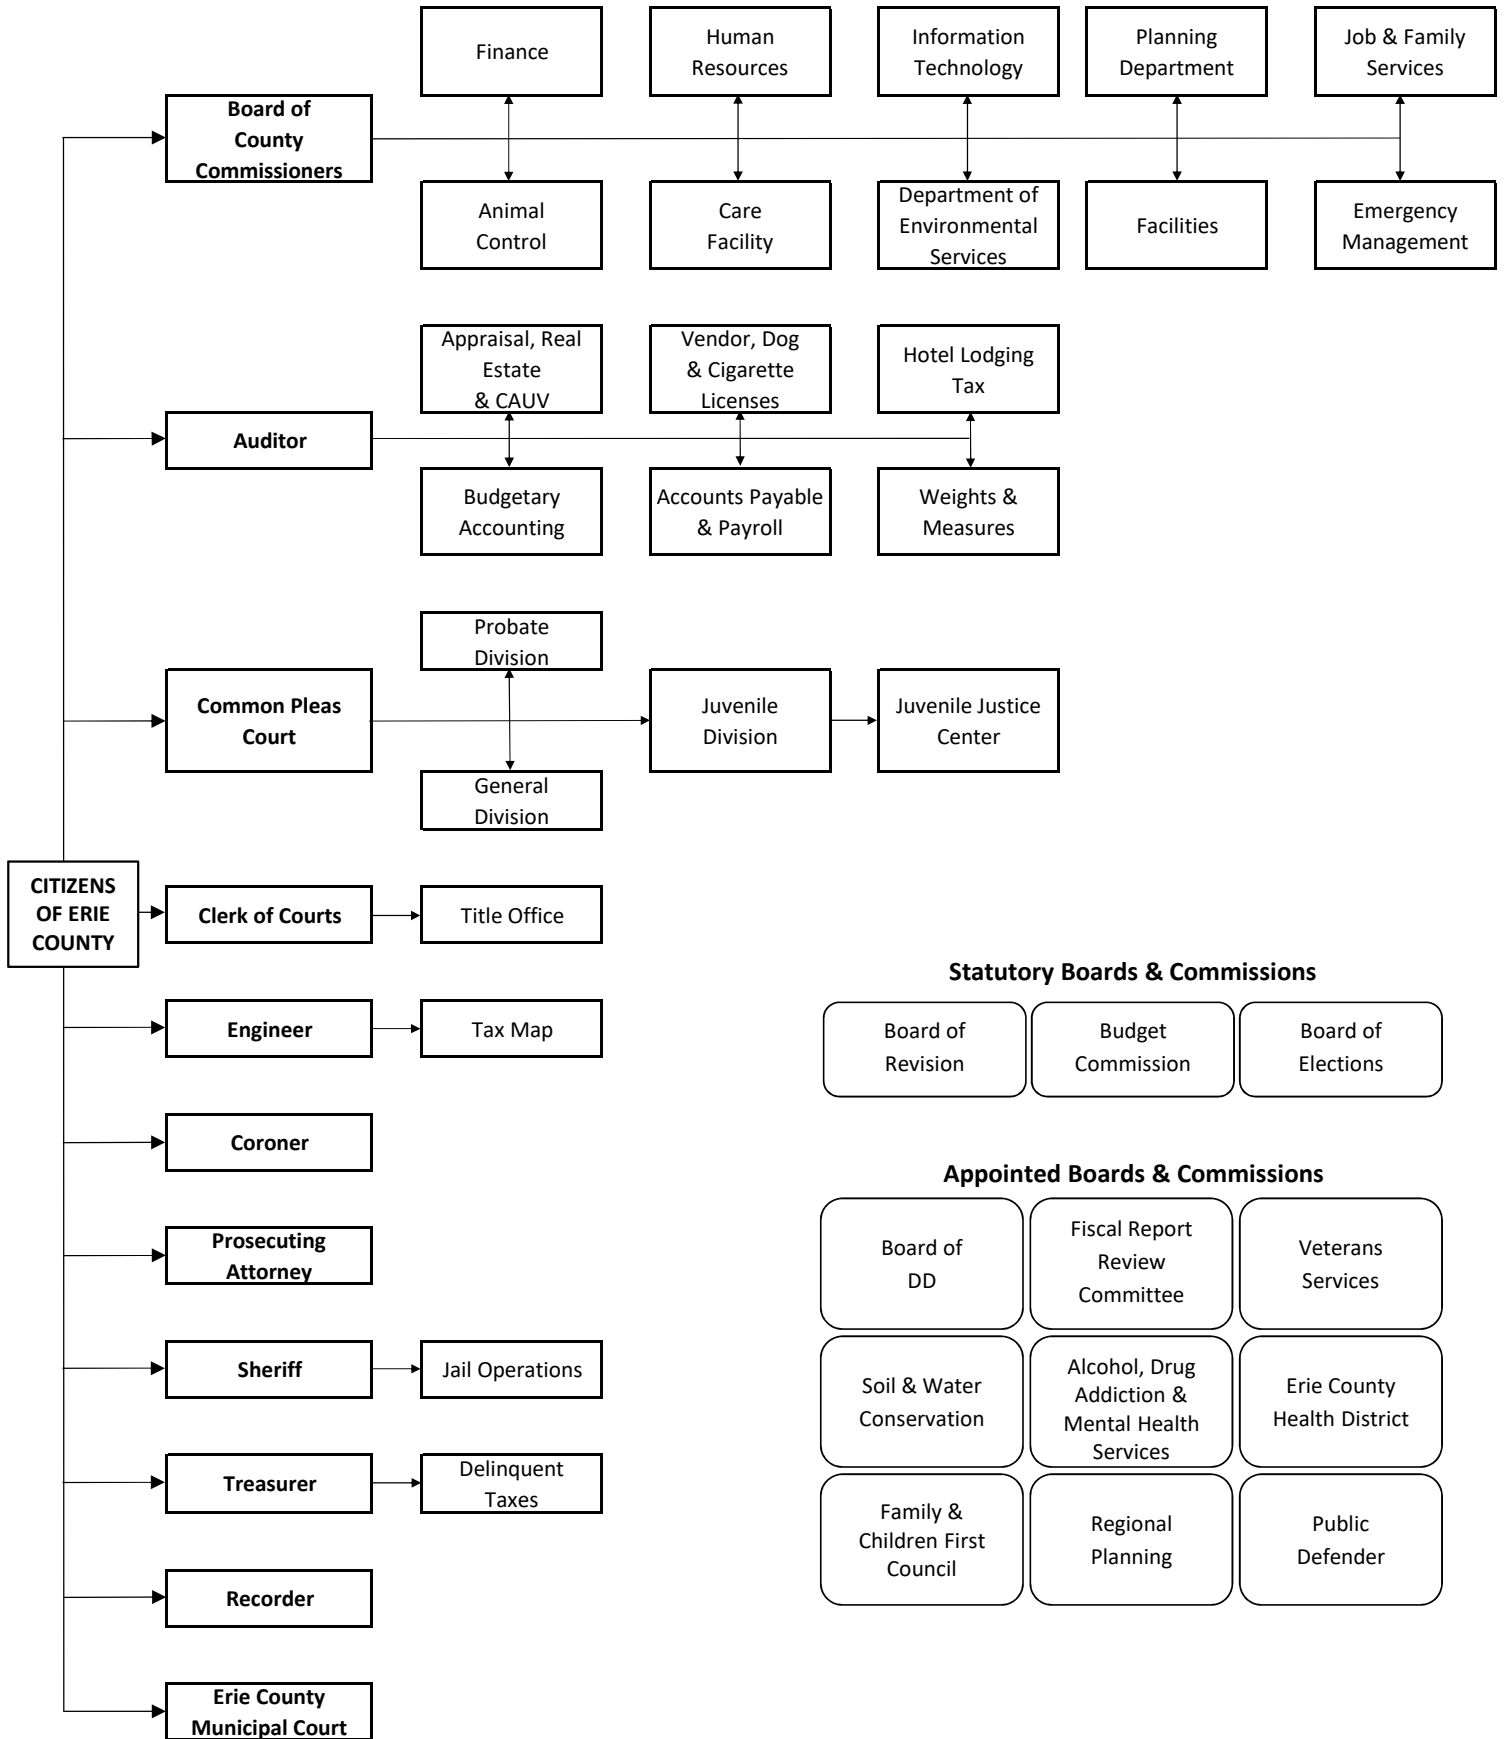 Finance
Human
Resources
Information
Technology
Planning
Department
Job & Family
Services
Board of
County
Commissioners
Animal
Control
Care
Facility
Department of
Environmental
Services
Facilities
Emergency
Management
Appraisal, Real
Estate
& CAUV
Vendor, Dog
& Cigarette
Licenses
Hotel Lodging
Tax
Auditor
Budgetary
Accounting
Accounts Payable
& Payroll
Weights &
Measures
Probate
Division
Common Pleas
Court
Juvenile
Division
Juvenile Justice
Center
General
Division
CITIZENS
OF ERIE
COUNTY
Clerk of Courts
Title Office
Engineer
Tax Map
Coroner
Prosecuting
Attorney
Sheriff
Jail Operations
Treasurer
Delinquent
Taxes
Recorder
Erie County
Municipal Court
Statutory Boards & Commissions
Board of
Revision
Budget
Commission
Board of
Elections
Appointed Boards & Commissions
Board of
DD
Fiscal Report
Review
Committee
Veterans
Services
Soil & Water
Conservation
Alcohol, Drug
Addiction &
Mental Health
Services
Erie County
Health District
Family &
Children First
Council
Regional
Planning
Public
Defender